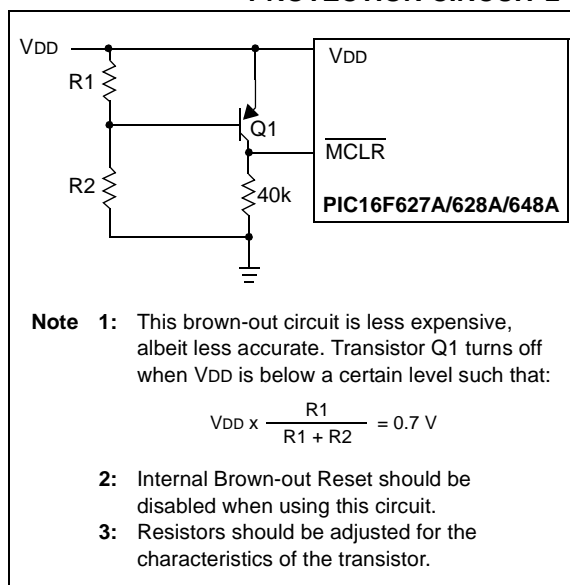 PROTECTION CIRCUIT 2
VDD
VDD
R1
Q1
MCLR
R2
40k
PIC16F627A/628A/648A
Note 1: This brown-out circuit is less expensive,
albeit less accurate. Transistor Q1 turns off
when VDD is below a certain level such that:
VDD x R1 / R1 + R2 = 0.7 V
2: Internal Brown-out Reset should be
disabled when using this circuit.
3: Resistors should be adjusted for the
characteristics of the transistor.